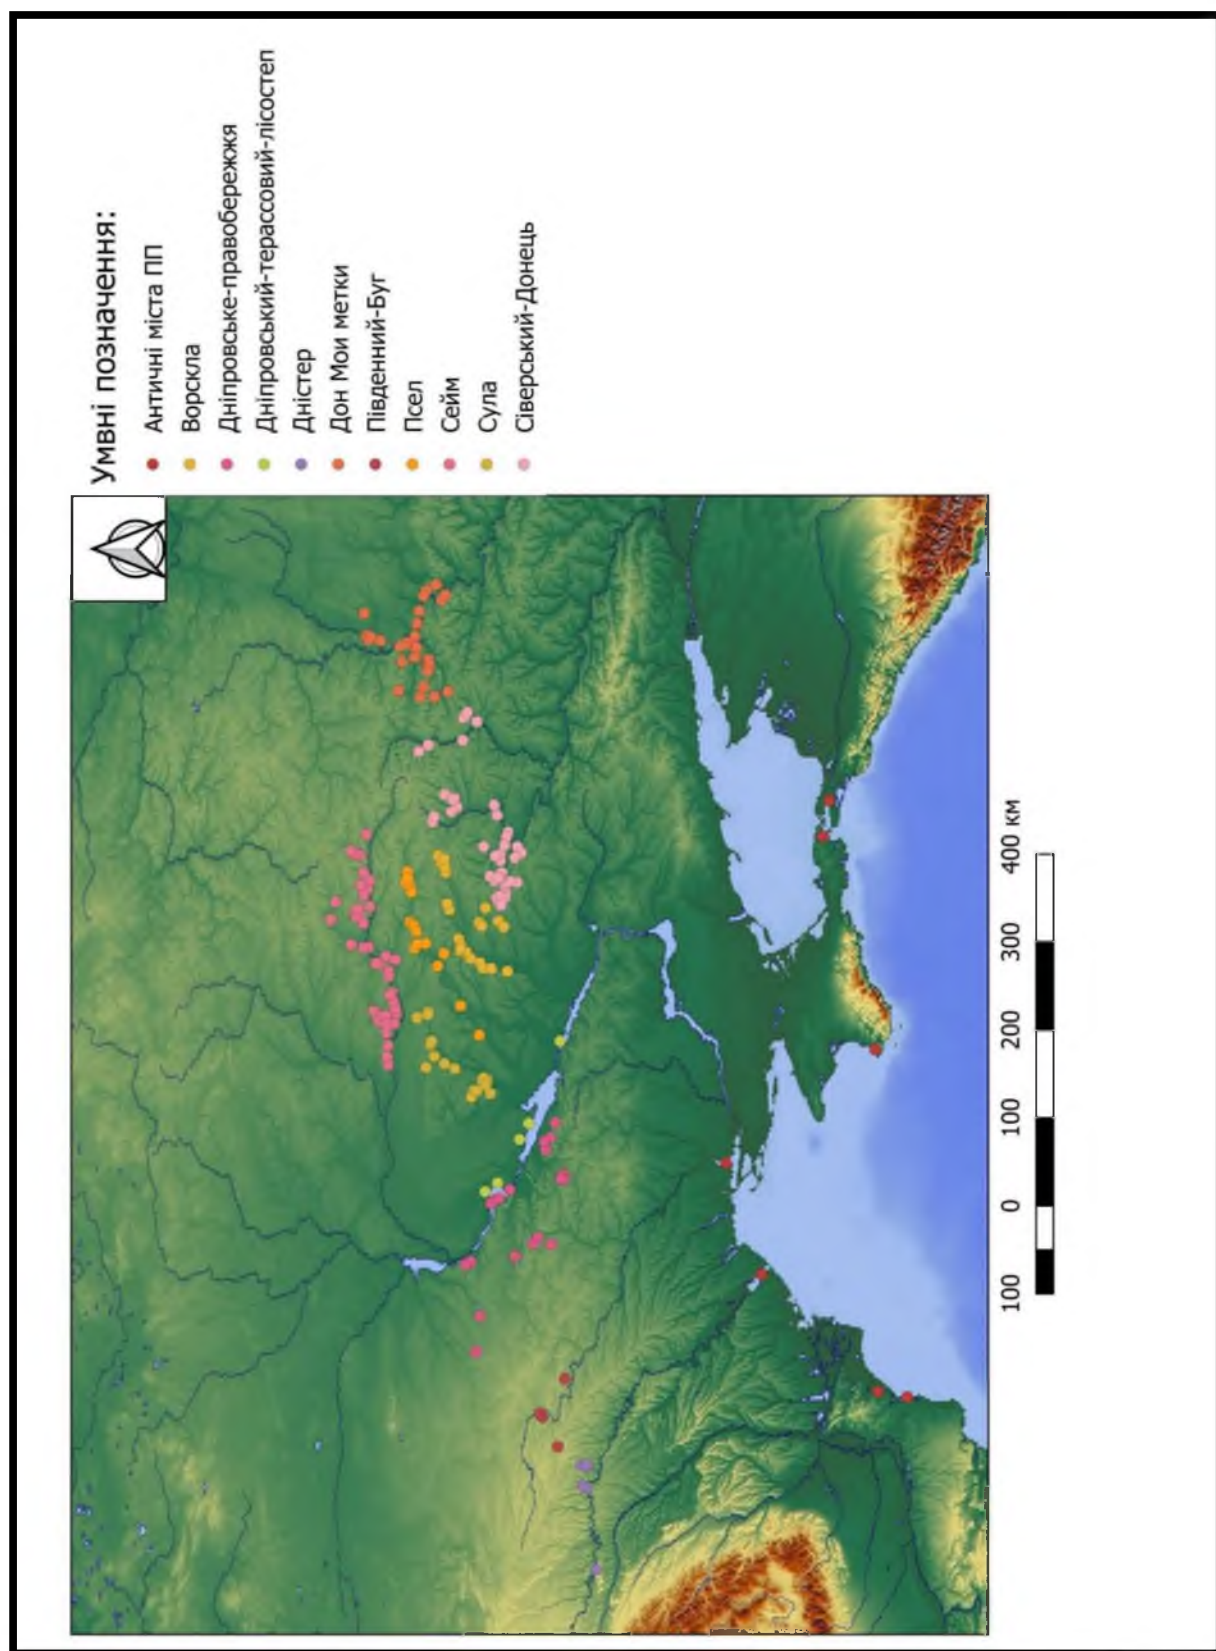 Умвні позначення:
Античні міста ПП
Ворскла
Дніпровське-правобережжя
Дніпровський-терассовий-лісостеп
Дністер
Дон Мои метки
Південний-Буг
Псел
Сейм
Сула
Сіверський-Донець
100 0 100 200 300 400 км